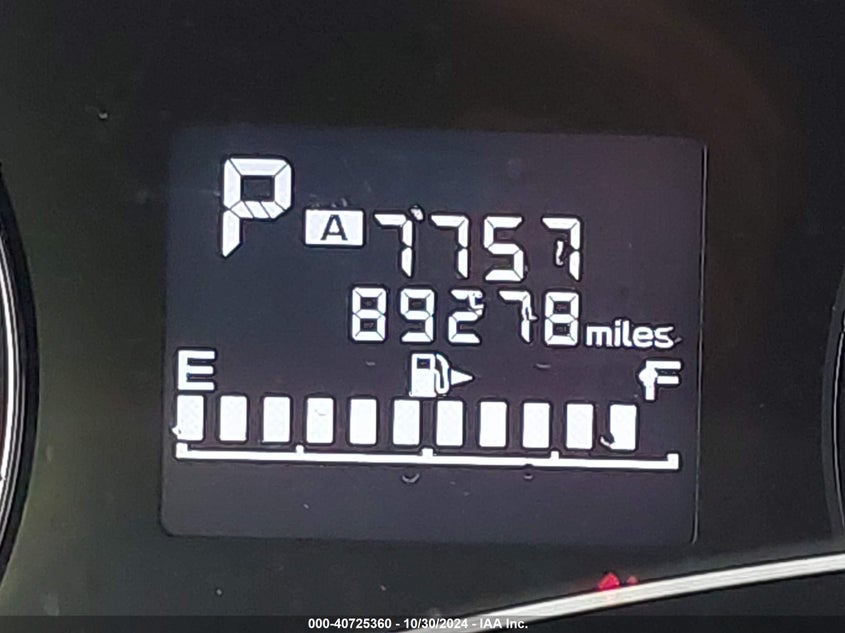 P A 7757
89278 miles
E F
000-40725360 - 10/30/2024 - IAA Inc.